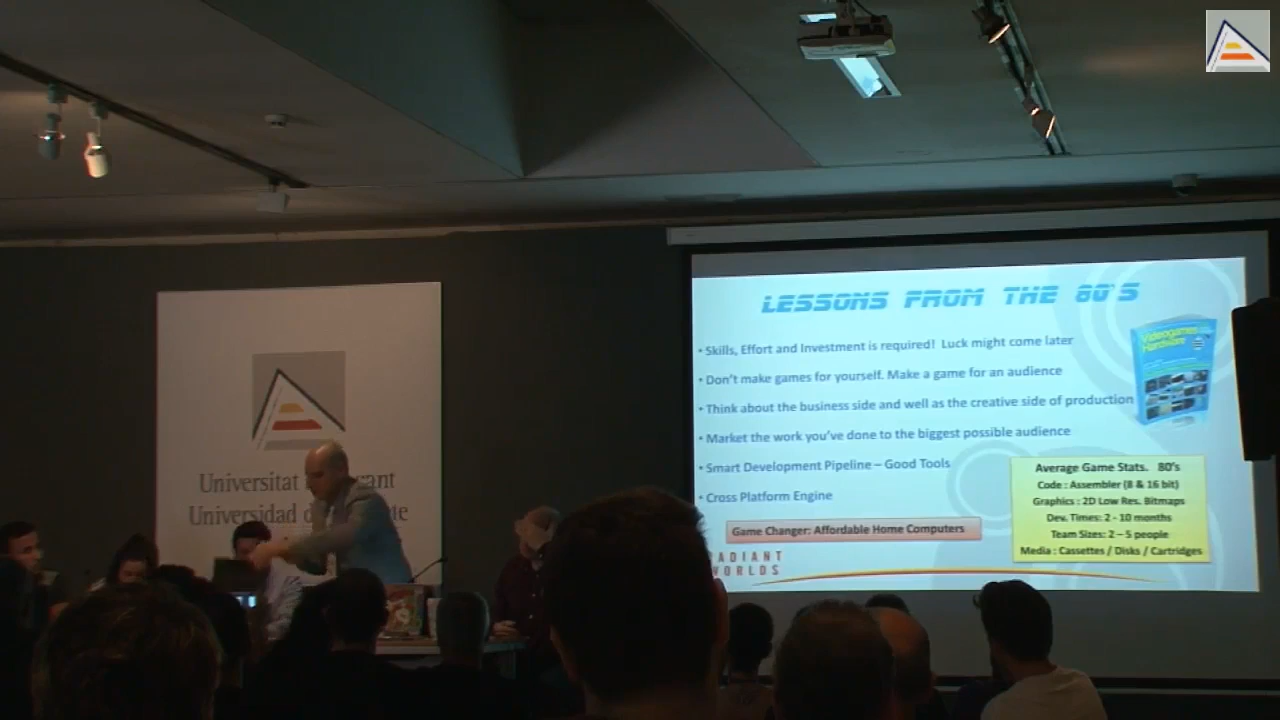 LESSONS FROM THE 80'S
• Skills, Effort and Investment is required! Luck might come later
• Don't make games for yourself. Make a game for an audience
• Think about the business side and well as the creative side of production
• Market the work you've done to the biggest possible audience
• Smart Development Pipeline – Good Tools
• Cross Platform Engine
Game Changer: Affordable Home Computers
RADIANT
WORLDS
Videogames
Hardware
Average Game Stats. 80's
Code : Assembler (8 & 16 bit)
Graphics : 2D Low Res. Bitmaps
Dev. Times: 2 - 10 months
Team Sizes: 2 – 5 people
Media : Cassettes / Disks / Cartridges
Universitat
Universidad